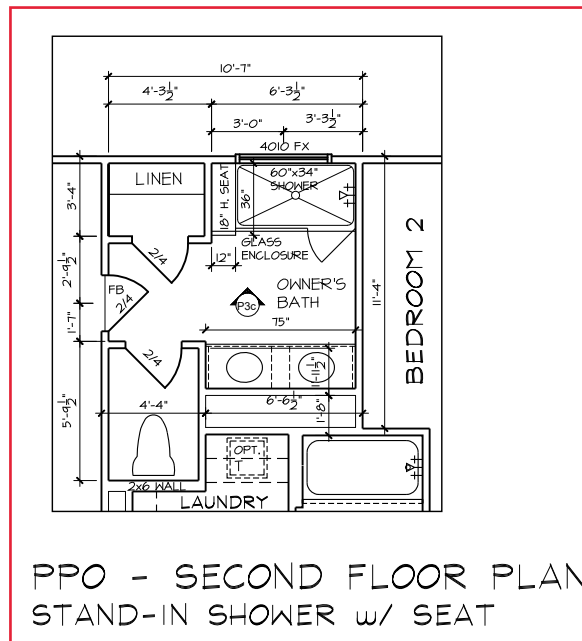 10'-7"
4'-3½"
6'-3½"
3'-0"
3'-3½"
4010 FX
LINEN
18" H. SEAT
36"
60"x34"
SHOWER
3'-4"
GLASS
ENCLOSURE
12"
2/4
2'-9½"
FB
2/4
OWNER'S
BATH
P3c
75"
BEDROOM 2
11'-4"
1'-7"
2/4
1'-11½"
5'-9½"
4'-4"
6'-6½"
1'-8"
OPT.
T
2x6 WALL
LAUNDRY
PPO - SECOND FLOOR PLAN
STAND-IN SHOWER w/ SEAT